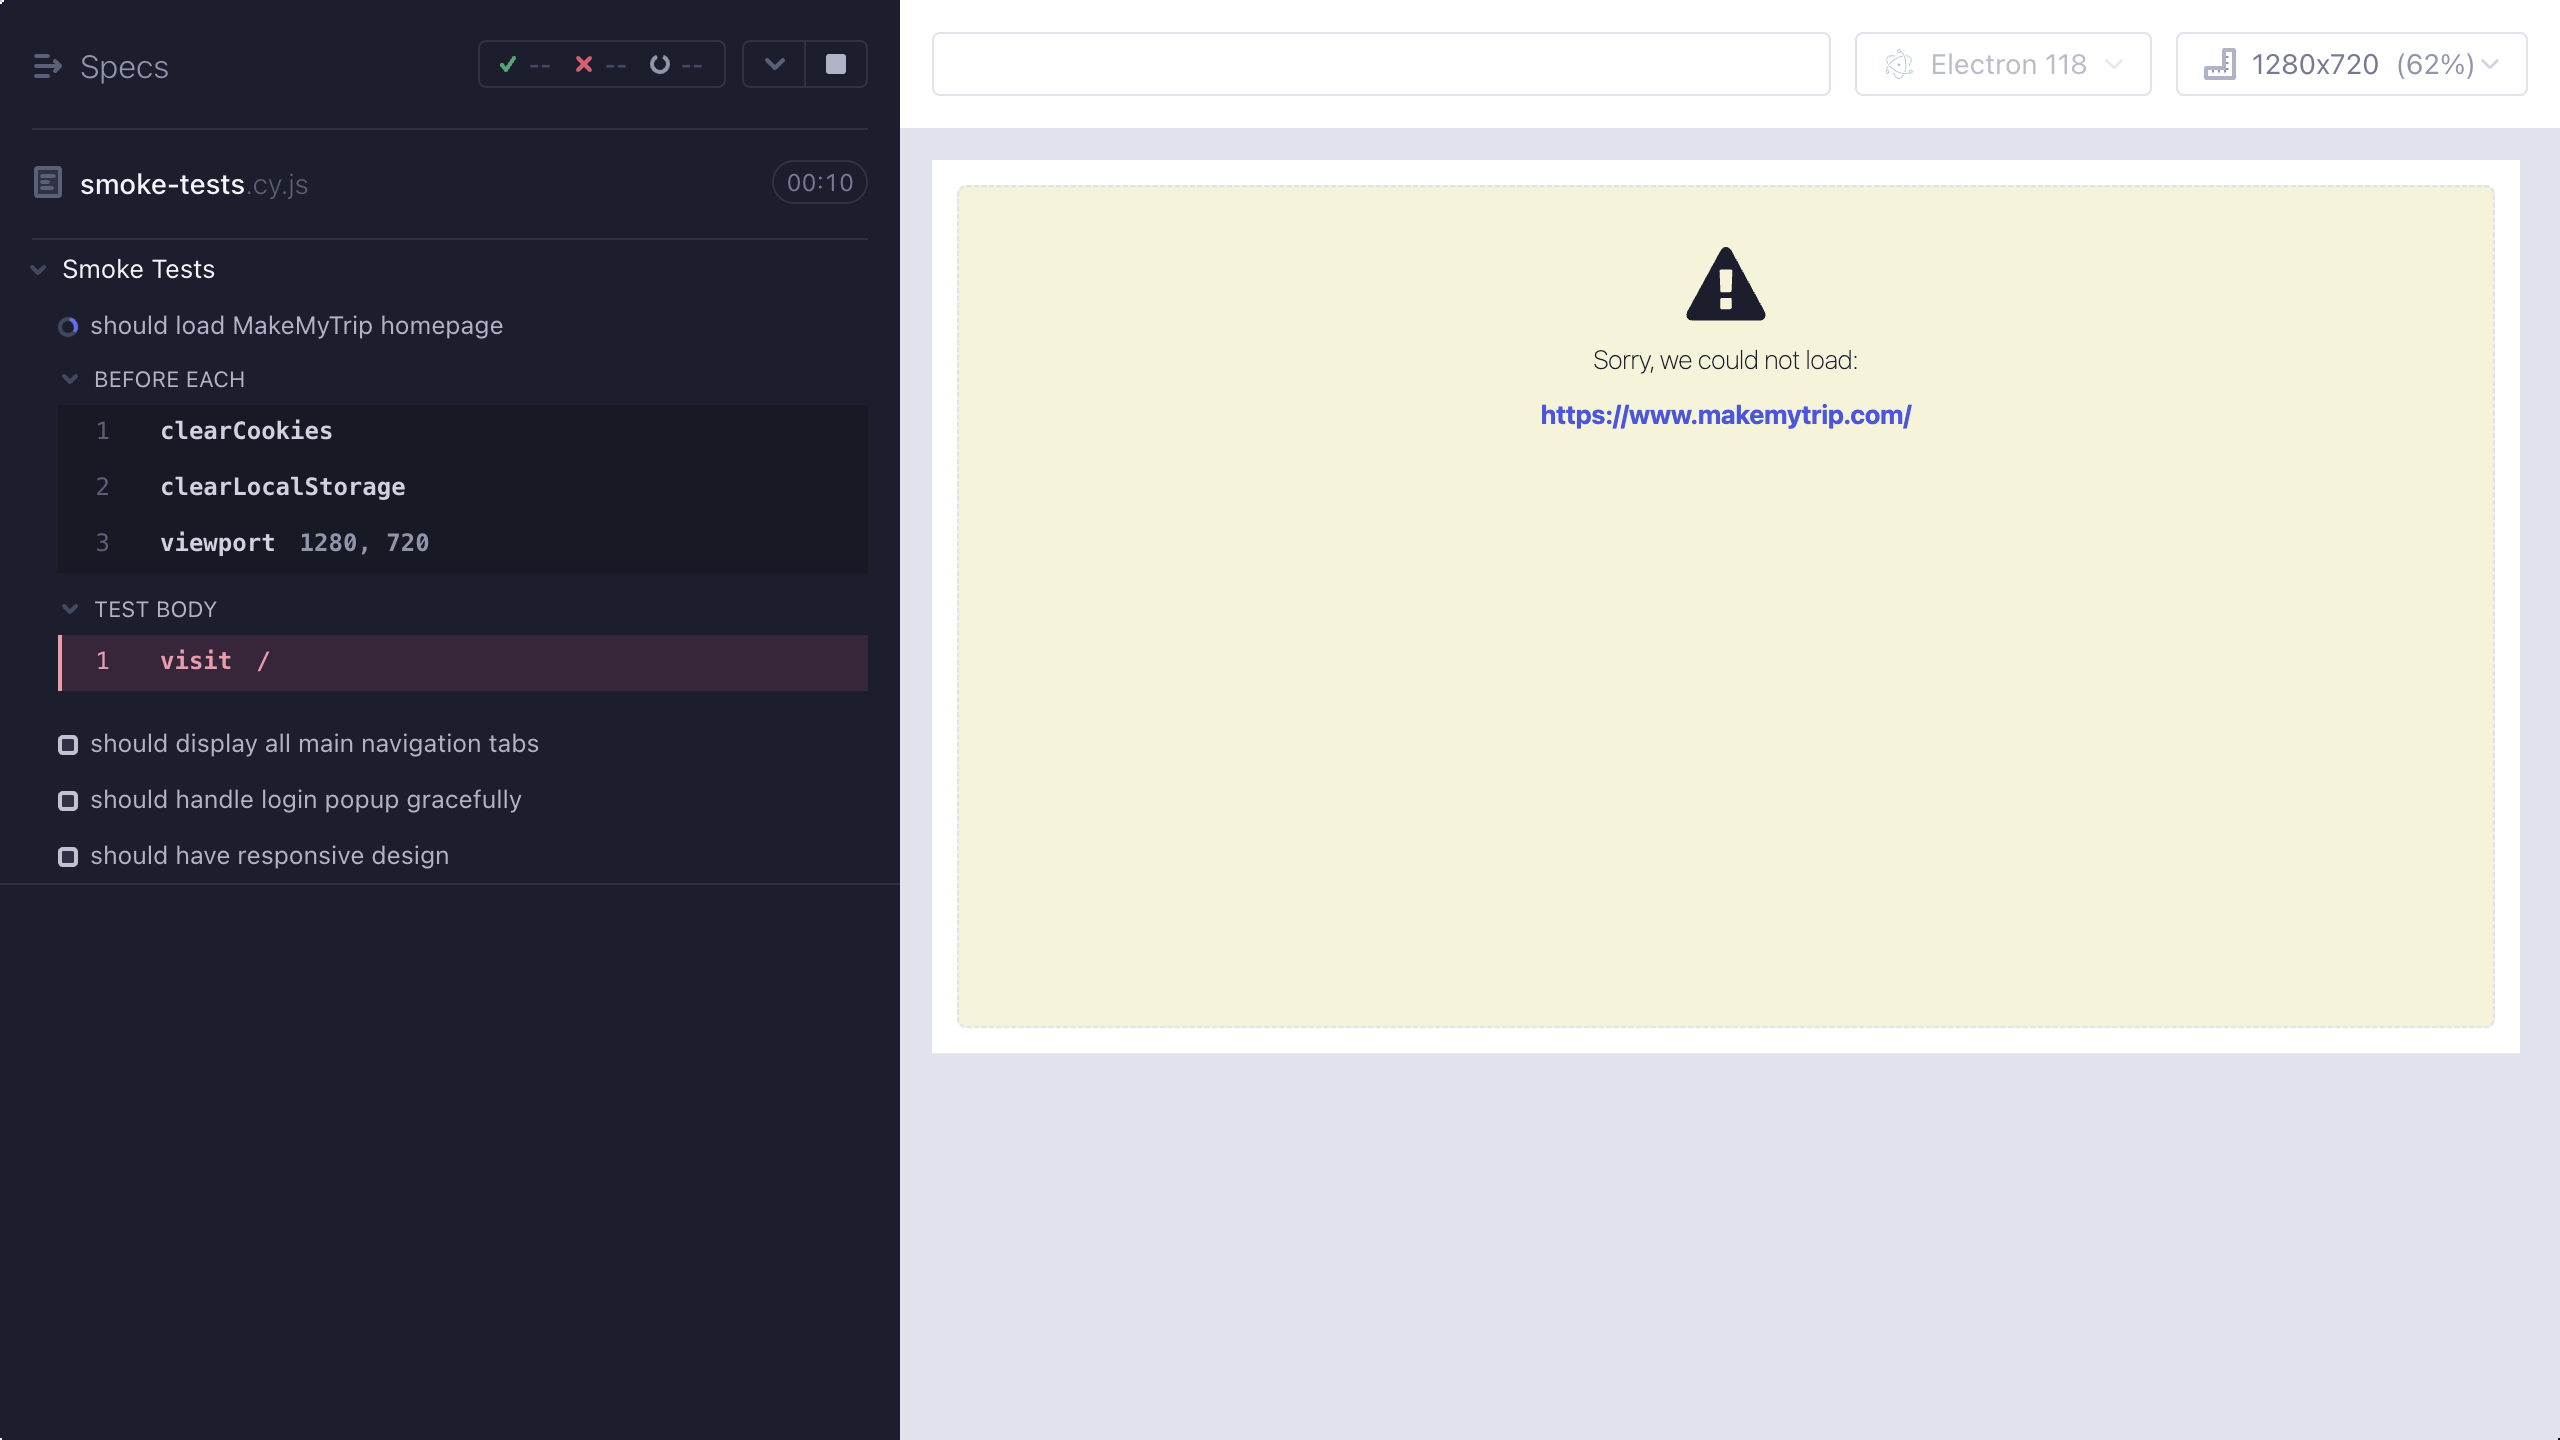 Specs
-- -- --
smoke-tests.cy.js
00:10
Smoke Tests
should load MakeMyTrip homepage
BEFORE EACH
1 clearCookies
2 clearLocalStorage
3 viewport 1280, 720
TEST BODY
1 visit /
should display all main navigation tabs
should handle login popup gracefully
should have responsive design
Electron 118
1280x720 (62%)
Sorry, we could not load:
https://www.makemytrip.com/